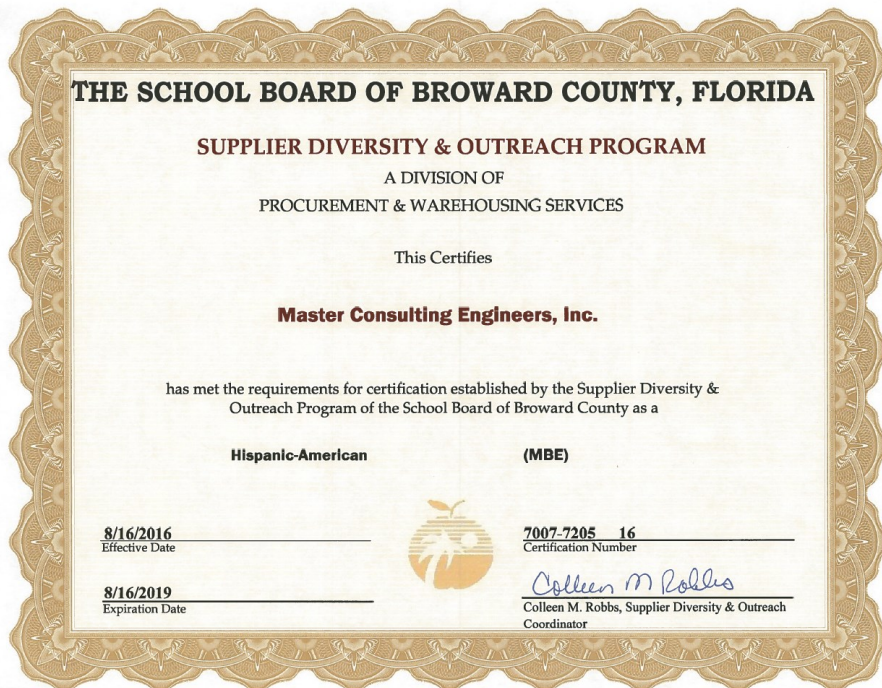 THE SCHOOL BOARD OF BROWARD COUNTY, FLORIDA
SUPPLIER DIVERSITY & OUTREACH PROGRAM
A DIVISION OF
PROCUREMENT & WAREHOUSING SERVICES
This Certifies
Master Consulting Engineers, Inc.
has met the requirements for certification established by the Supplier Diversity &
Outreach Program of the School Board of Broward County as a
Hispanic-American (MBE)
8/16/2016
Effective Date
7007-7205 16
Certification Number
8/16/2019
Expiration Date
Colleen M Robbs
Colleen M. Robbs, Supplier Diversity & Outreach
Coordinator